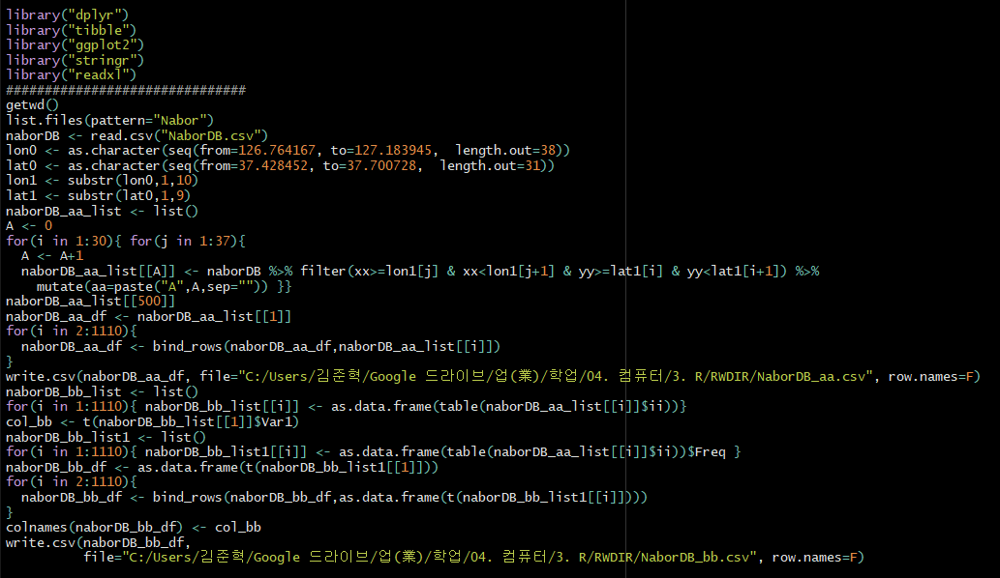 library("dplyr")
library("tibble")
library("ggplot2")
library("stringr")
library("readxl")
###############################
getwd()
list.files(pattern="Nabor")
naborDB <- read.csv("NaborDB.csv")
lon0 <- as.character(seq(from=126.764167, to=127.183945,  length.out=38))
lat0 <- as.character(seq(from=37.428452, to=37.700728,  length.out=31))
lon1 <- substr(lon0,1,10)
lat1 <- substr(lat0,1,9)
naborDB_aa_list <- list()
A <- 0
for(i in 1:30){ for(j in 1:37){
  A <- A+1
  naborDB_aa_list[[A]] <- naborDB %>% filter(xx>=lon1[j] & xx<lon1[j+1] & yy>=lat1[i] & yy<lat1[i+1]) %>%
    mutate(aa=paste("A",A,sep="")) }}
naborDB_aa_list[[500]]
naborDB_aa_df <- naborDB_aa_list[[1]]
for(i in 2:1110){
  naborDB_aa_df <- bind_rows(naborDB_aa_df,naborDB_aa_list[[i]])
}
write.csv(naborDB_aa_df, file="C:/Users/김준혁/Google 드라이브/업(業)/학업/04. 컴퓨터/3. R/RWDIR/NaborDB_aa.csv", row.names=F)
naborDB_bb_list <- list()
for(i in 1:1110){ naborDB_bb_list[[i]] <- as.data.frame(table(naborDB_aa_list[[i]]$ii))}
col_bb <- t(naborDB_bb_list[[1]]$Var1)
naborDB_bb_list1 <- list()
for(i in 1:1110){ naborDB_bb_list1[[i]] <- as.data.frame(table(naborDB_aa_list[[i]]$ii))$Freq }
naborDB_bb_df <- as.data.frame(t(naborDB_bb_list1[[1]]))
for(i in 2:1110){
  naborDB_bb_df <- bind_rows(naborDB_bb_df,as.data.frame(t(naborDB_bb_list1[[i]])))
}
colnames(naborDB_bb_df) <- col_bb
write.csv(naborDB_bb_df,
          file="C:/Users/김준혁/Google 드라이브/업(業)/학업/04. 컴퓨터/3. R/RWDIR/NaborDB_bb.csv", row.names=F)